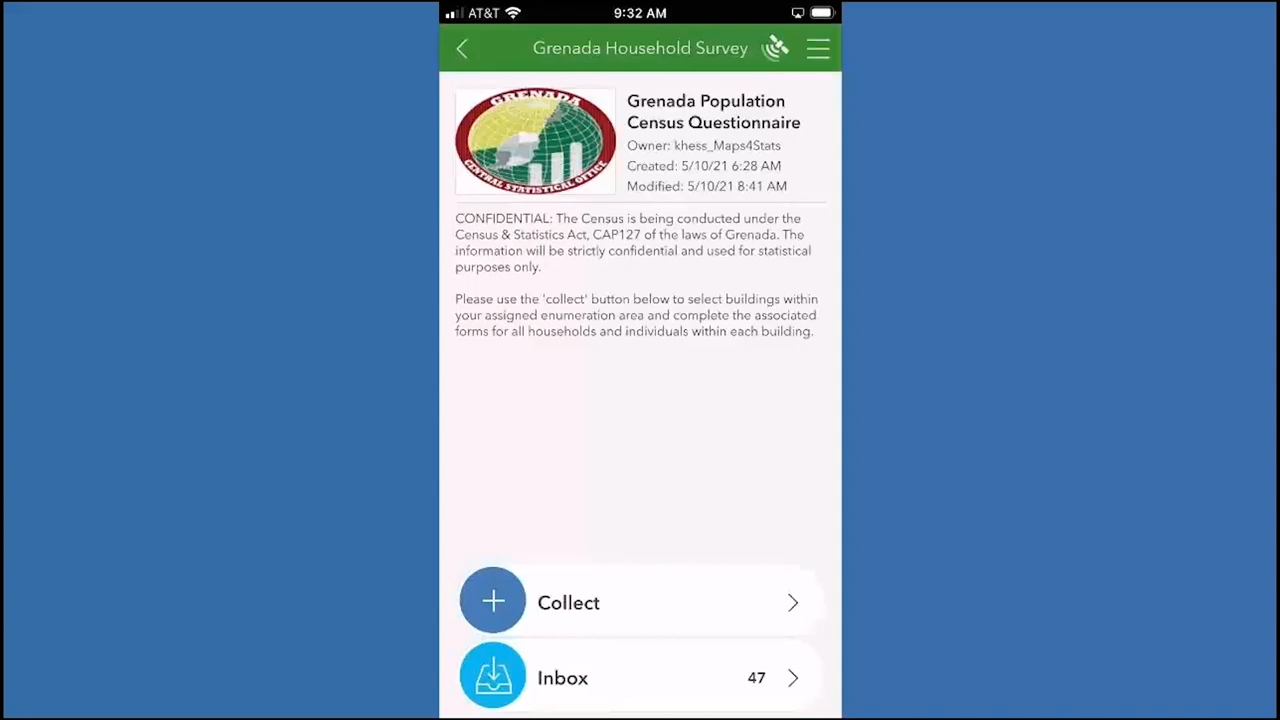 AT&T
9:32 AM
Grenada Household Survey
GRENADA
CENTRAL STATISTICAL OFFICE
Grenada Population
Census Questionnaire
Owner: khess_Maps4Stats
Created: 5/10/21 6:28 AM
Modified: 5/10/21 8:41 AM
CONFIDENTIAL: The Census is being conducted under the
Census & Statistics Act, CAP127 of the laws of Grenada. The
information will be strictly confidential and used for statistical
purposes only.
Please use the 'collect' button below to select buildings within
your assigned enumeration area and complete the associated
forms for all households and individuals within each building.
Collect
Inbox 47